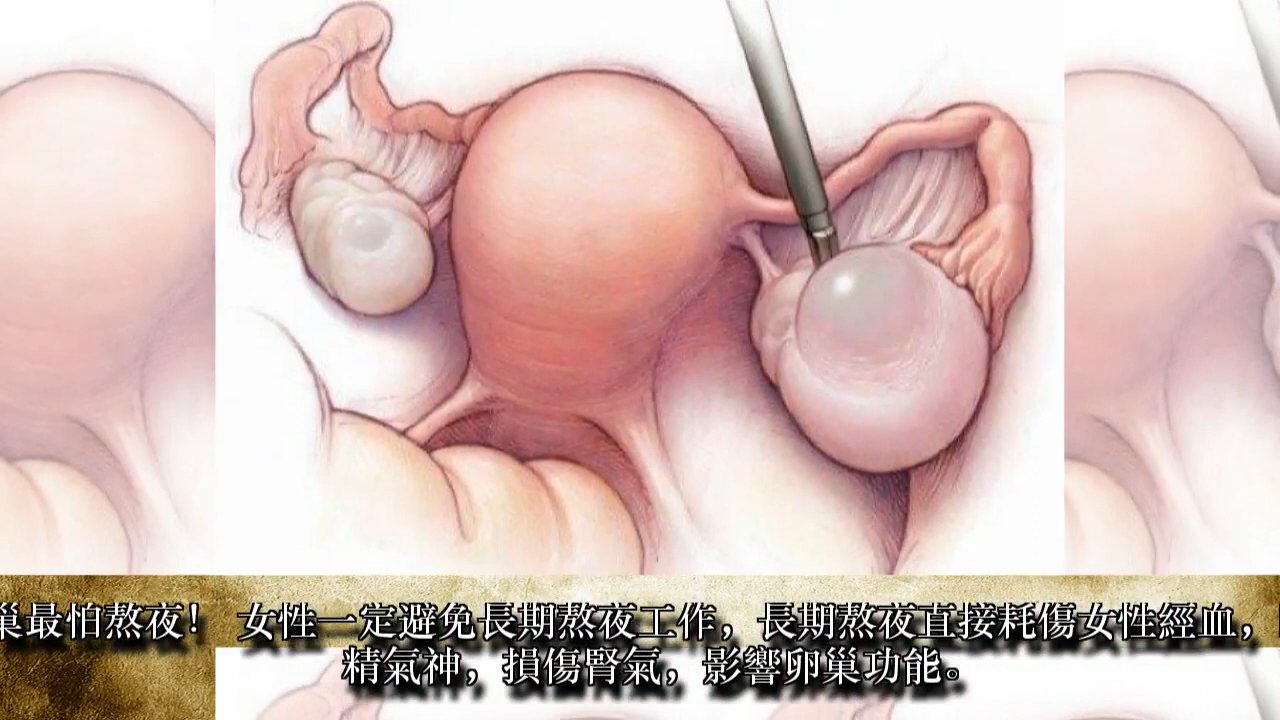 巢最怕熬夜! 女性一定避免長期熬夜工作,長期熬夜直接耗傷女性經血,
精氣神,損傷腎氣,影響卵巢功能。